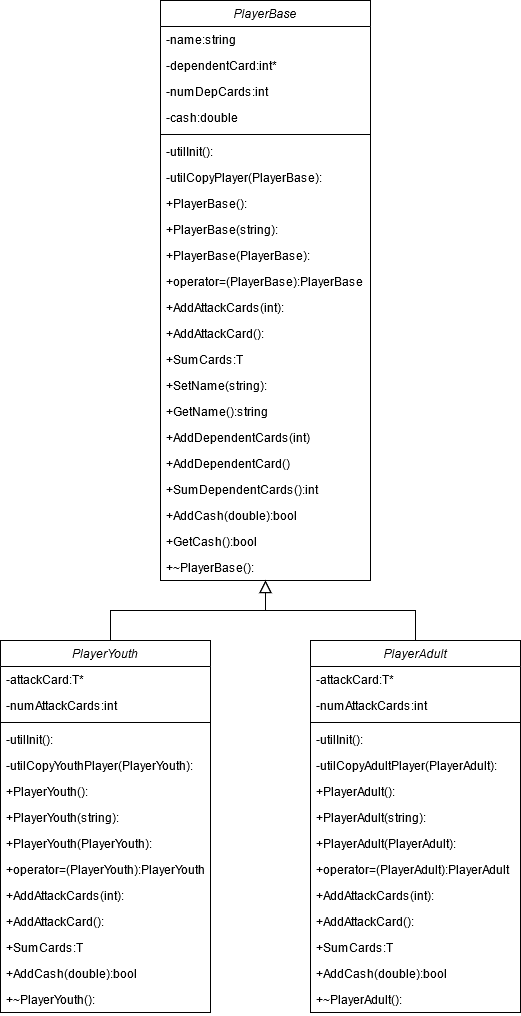 PlayerBase
-name:string
-dependentCard:int*
-numDepCards:int
-cash:double
-utilInit():
-utilCopyPlayer(PlayerBase):
+PlayerBase():
+PlayerBase(string):
+PlayerBase(PlayerBase):
+operator=(PlayerBase):PlayerBase
+AddAttackCards(int):
+AddAttackCard():
+SumCards:T
+SetName(string):
+GetName():string
+AddDependentCards(int)
+AddDependentCard()
+SumDependentCards():int
+AddCash(double):bool
+GetCash():bool
+~PlayerBase():
PlayerYouth
-attackCard:T*
-numAttackCards:int
-utilInit():
-utilCopyYouthPlayer(PlayerYouth):
+PlayerYouth():
+PlayerYouth(string):
+PlayerYouth(PlayerYouth):
+operator=(PlayerYouth):PlayerYouth
+AddAttackCards(int):
+AddAttackCard():
+SumCards:T
+AddCash(double):bool
+~PlayerYouth():
PlayerAdult
-attackCard:T*
-numAttackCards:int
-utilInit():
-utilCopyAdultPlayer(PlayerAdult):
+PlayerAdult():
+PlayerAdult(string):
+PlayerAdult(PlayerAdult):
+operator=(PlayerAdult):PlayerAdult
+AddAttackCards(int):
+AddAttackCard():
+SumCards:T
+AddCash(double):bool
+~PlayerAdult():